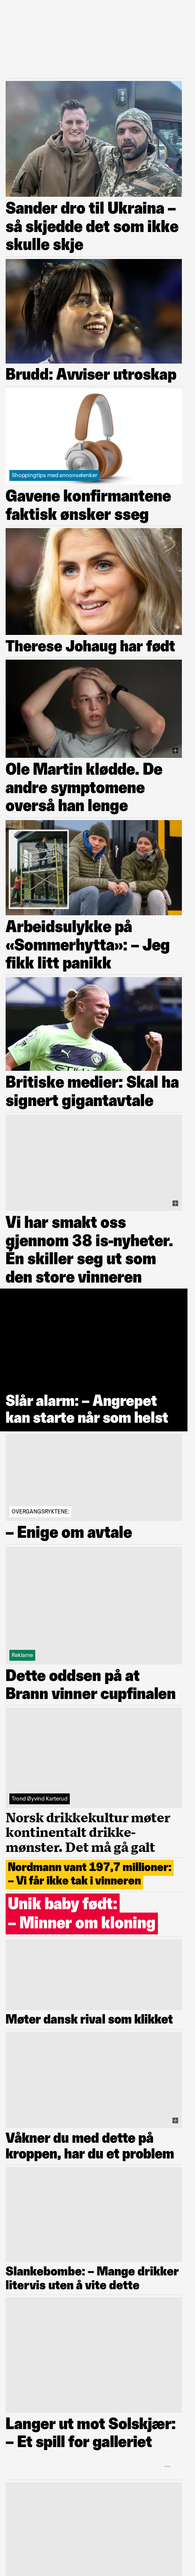 Sander dro til Ukraina –
så skjedde det som ikke
skulle skje
Brudd: Avviser utroskap
Shoppingtips med annonselenker
Gavene konfirmantene
faktisk ønsker sseg
Therese Johaug har født
Ole Martin klødde. De
andre symptomene
overså han lenge
Arbeidsulykke på
«Sommerhytta»: – Jeg
fikk litt panikk
Britiske medier: Skal ha
signert gigantavtale
Vi har smakt oss
gjennom 38 is-nyheter.
Én skiller seg ut som
den store vinneren
Slår alarm: – Angrepet
kan starte når som helst
OVERGANGSRYKTENE:
– Enige om avtale
Reklame
Dette oddsen på at
Brann vinner cupfinalen
Trond Øyvind Karterud
Norsk drikkekultur møter
kontinentalt drikke-
mønster. Det må gå galt
Nordmann vant 197,7 millioner:
– Vi får ikke tak i vinneren
Unik baby født:
– Minner om kloning
Møter dansk rival som klikket
Våkner du med dette på
kroppen, har du et problem
Slankebombe: – Mange drikker
litervis uten å vite dette
Langer ut mot Solskjær:
– Et spill for galleriet